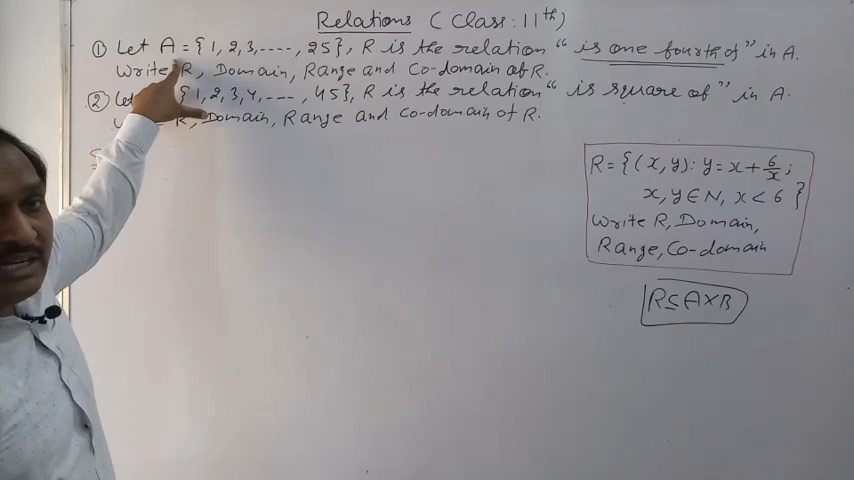 Relations (Class: 11th)
① Let A = {1, 2, 3, ....., 25}, R is the relation “is one fourth of” in A.
Write R, Domain, Range and Co-domain of R.
② Let {1, 2, 3, 4, ...., 45}, R is the relation “is square of” in A.
R, Domain, Range and Co-domain of R.
R = {(x, y): y = x + 6/x;
x, y ∈ N, x < 6}
Write R, Domain,
Range, Co-domain
R ⊆ A×B